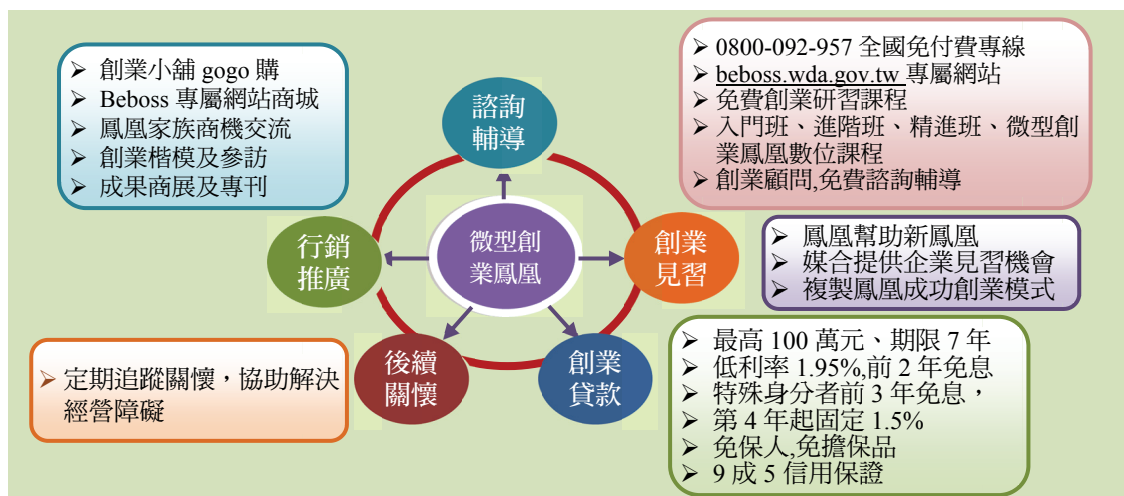 創業小舖 gogo 購
Beboss 專屬網站商城
鳳凰家族商機交流
創業楷模及參訪
成果商展及專刊
諮詢
輔導
0800-092-957 全國免付費專線
beboss.wda.gov.tw 專屬網站
免費創業研習課程
入門班、進階班、精進班、微型創
業鳳凰數位課程
創業顧問,免費諮詢輔導
行銷
推廣
微型創
業鳳凰
創業
見習
鳳凰幫助新鳳凰
媒合提供企業見習機會
複製鳳凰成功創業模式
定期追蹤關懷，協助解決
經營障礙
後續
關懷
創業
貸款
最高 100 萬元、期限 7 年
低利率 1.95%,前 2 年免息
特殊身分者前 3 年免息，
第 4 年起固定 1.5%
免保人,免擔保品
9 成 5 信用保證